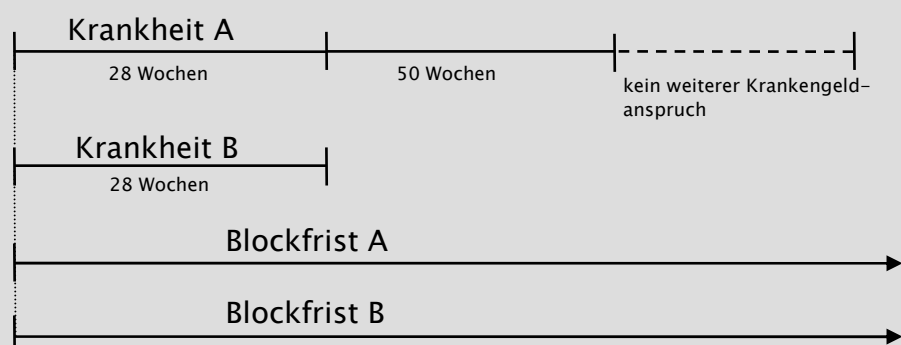 Krankheit A
28 Wochen
50 Wochen
kein weiterer Krankengeld-
anspruch
Krankheit B
28 Wochen
Blockfrist A
Blockfrist B